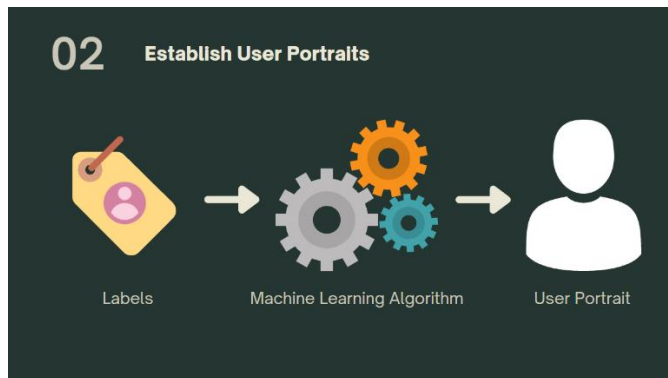 02 Establish User Portraits
Labels Machine Learning Algorithm User Portrait